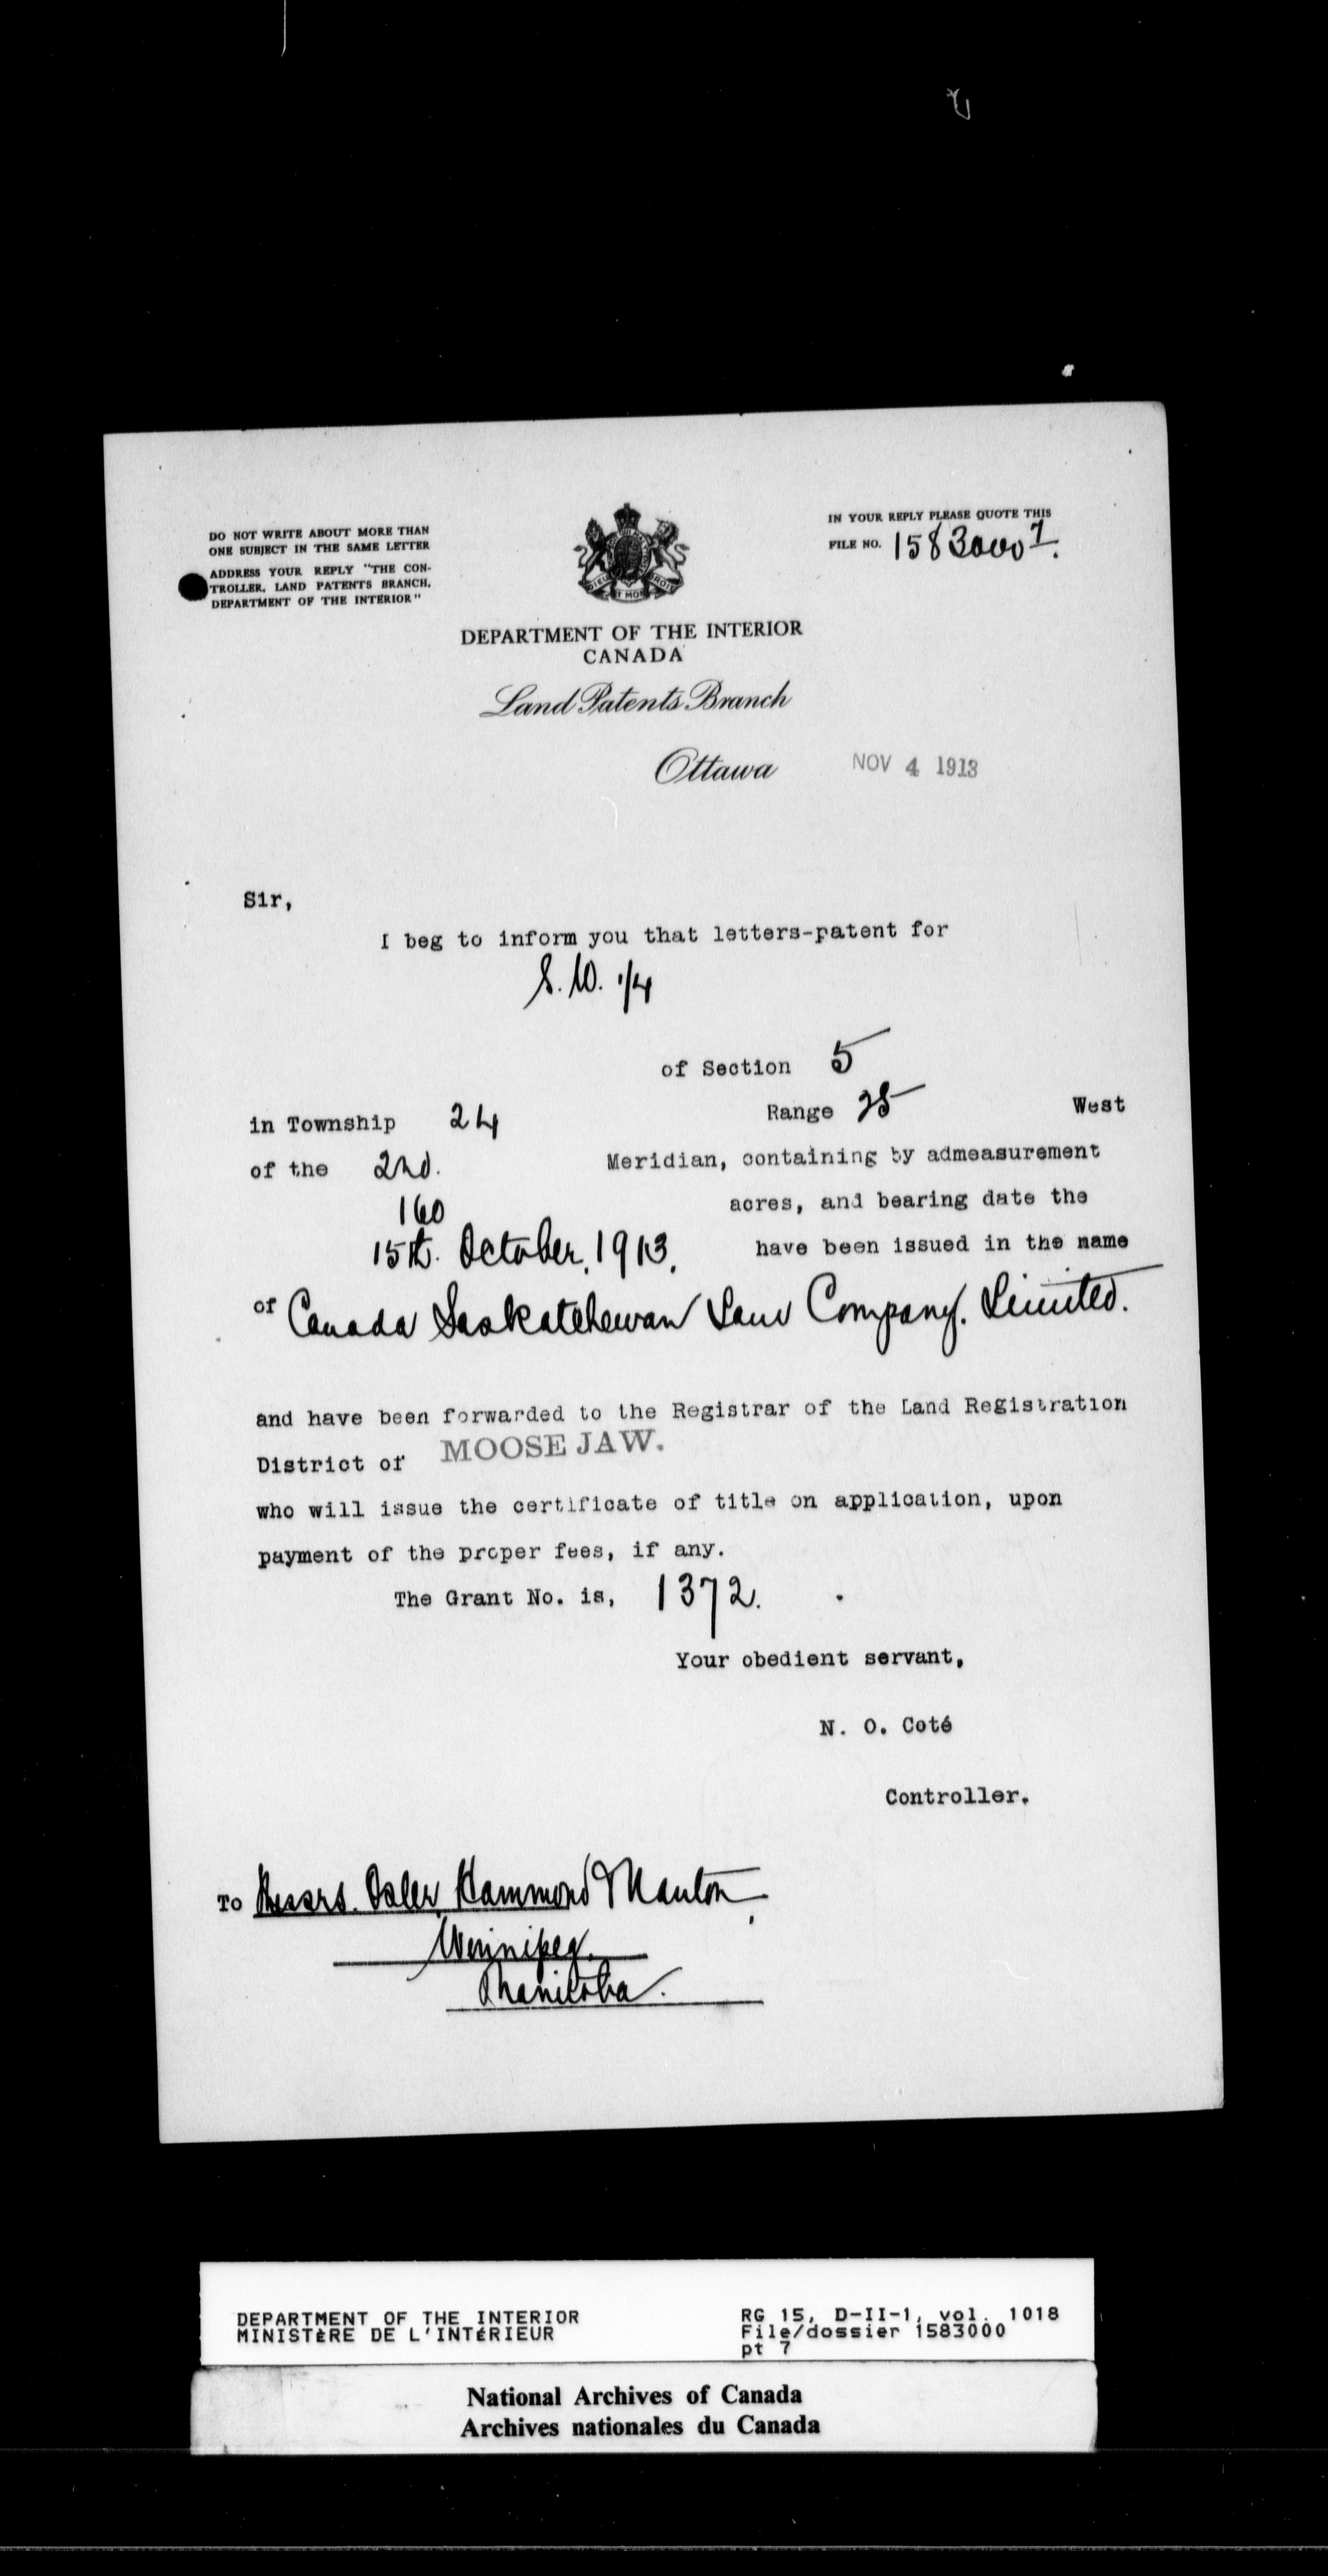 DO NOT WRITE ABOUT MORE THAN
ONE SUBJECT IN THE SAME LETTER
ADDRESS YOUR REPLY "THE CON-
TROLLER, LAND PATENTS BRANCH,
DEPARTMENT OF THE INTERIOR"
IN YOUR REPLY PLEASE QUOTE THIS
FILE NO. 1583000 7.
DIEU ET MON DROIT
DEPARTMENT OF THE INTERIOR
CANADA
Land Patents Branch
Ottawa NOV 4 1913
Sir,
I beg to inform you that letters-patent for
S. W. 1/4
of Section 5
in Township 24 Range 25 West
of the 2nd. Meridian, containing by admeasurement
160 acres, and bearing date the
15th. October, 1913, have been issued in the name
of Canada Saskatchewan Land Company, Limited.
and have been forwarded to the Registrar of the Land Registration
District of MOOSE JAW.
who will issue the certificate of title on application, upon
payment of the proper fees, if any.
The Grant No. is, 1372.
Your obedient servant,
N. O. Coté
Controller.
To Messrs. Osler, Hammond & Nanton,
Winnipeg.
Manitoba.
DEPARTMENT OF THE INTERIOR
MINISTÈRE DE L'INTÉRIEUR
RG 15, D-II-1, vol. 1018
File/dossier 1583000
pt 7
National Archives of Canada
Archives nationales du Canada